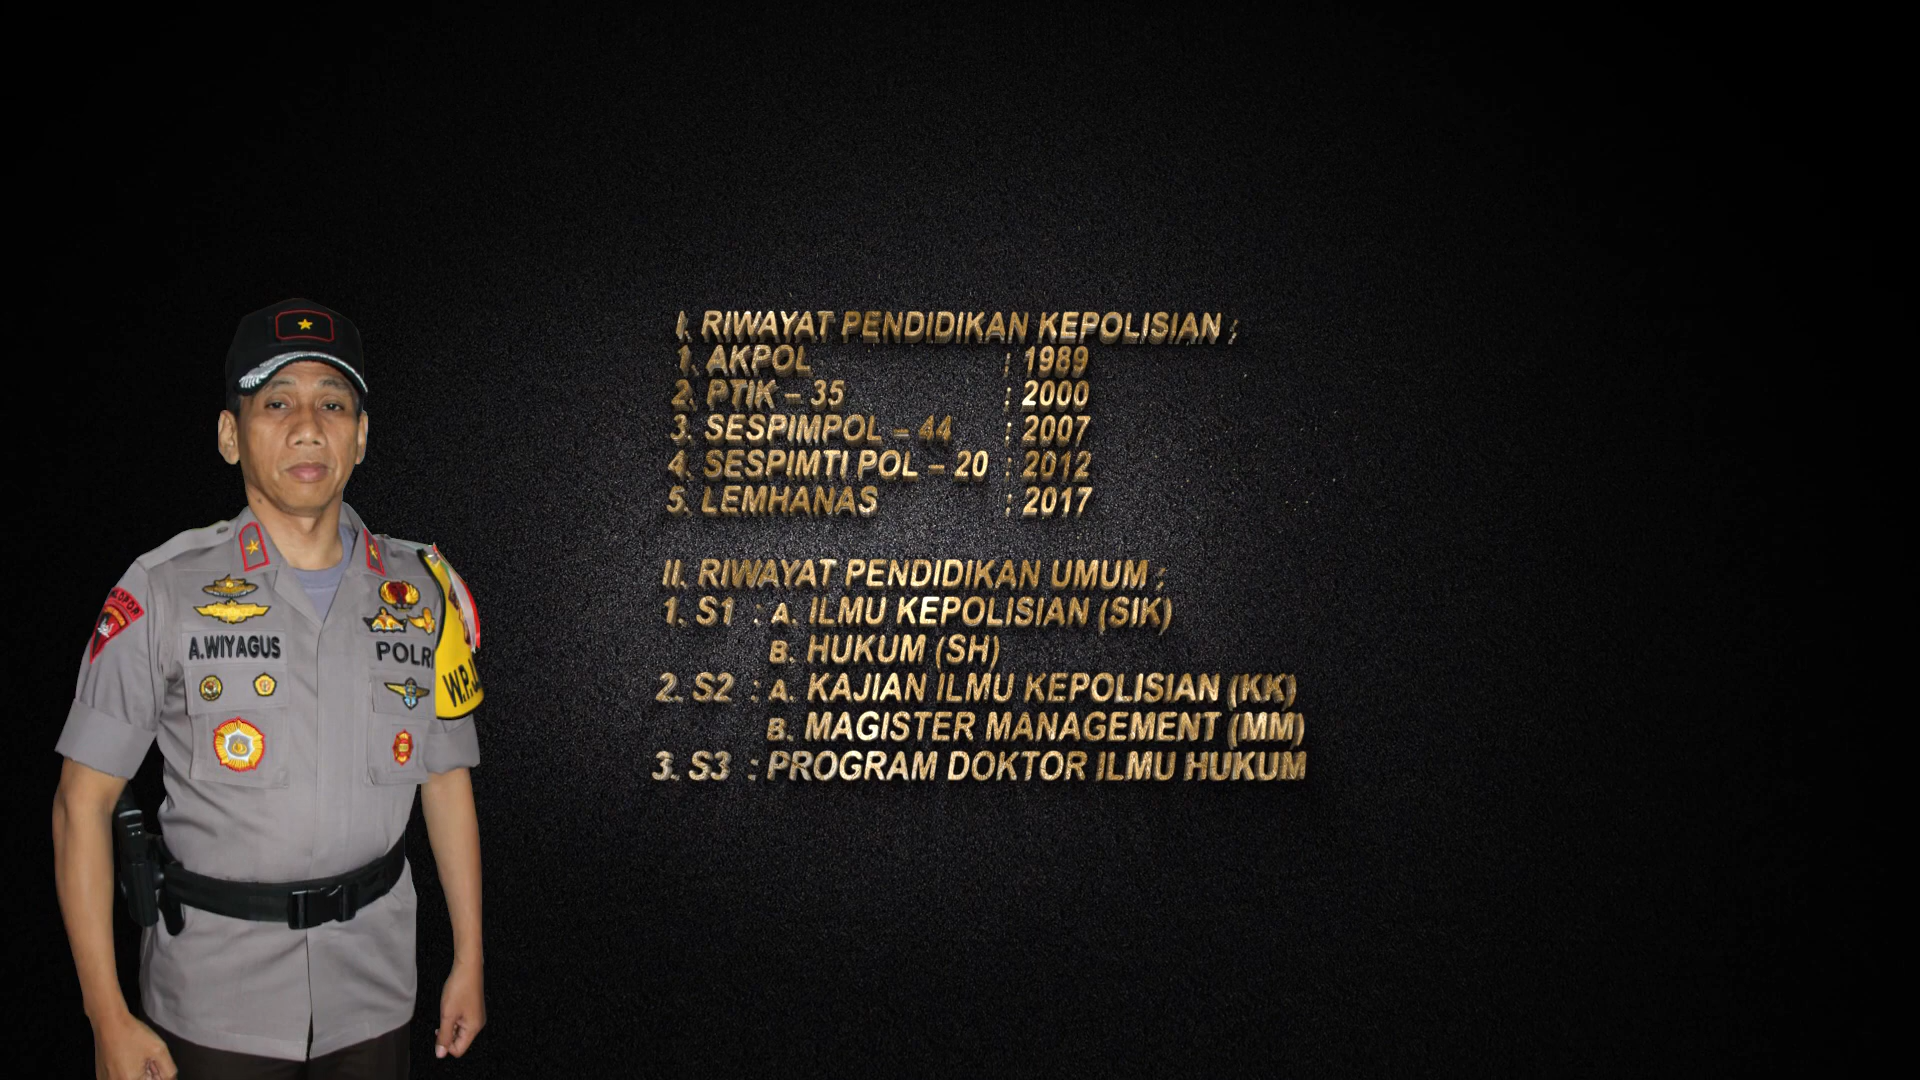 I. RIWAYAT PENDIDIKAN KEPOLISIAN :
1. AKPOL : 1989
2. PTIK – 35 : 2000
3. SESPIMPOL – 44 : 2007
4. SESPIMTI POL – 20 : 2012
5. LEMHANAS : 2017
II. RIWAYAT PENDIDIKAN UMUM :
1. S1 : A. ILMU KEPOLISIAN (SIK)
B. HUKUM (SH)
2. S2 : A. KAJIAN ILMU KEPOLISIAN (KK)
B. MAGISTER MANAGEMENT (MM)
3. S3 : PROGRAM DOKTOR ILMU HUKUM
A.WIYAGUS
POLRI